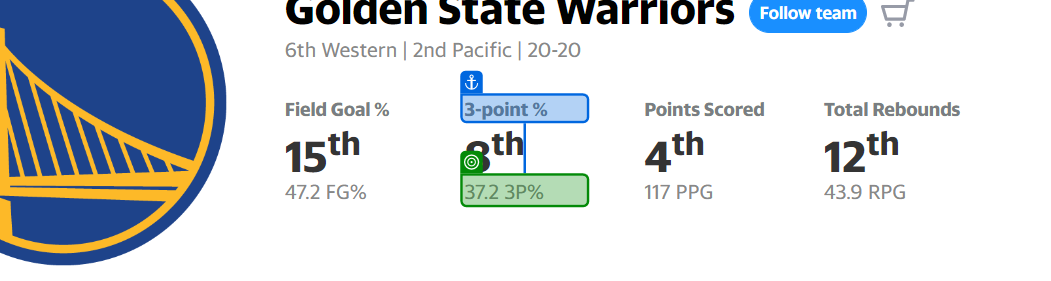 Golden State Warriors Follow team
6th Western | 2nd Pacific | 20-20
Field Goal % 3-point % Points Scored Total Rebounds
15th 8th 4th 12th
47.2 FG% 37.2 3P% 117 PPG 43.9 RPG